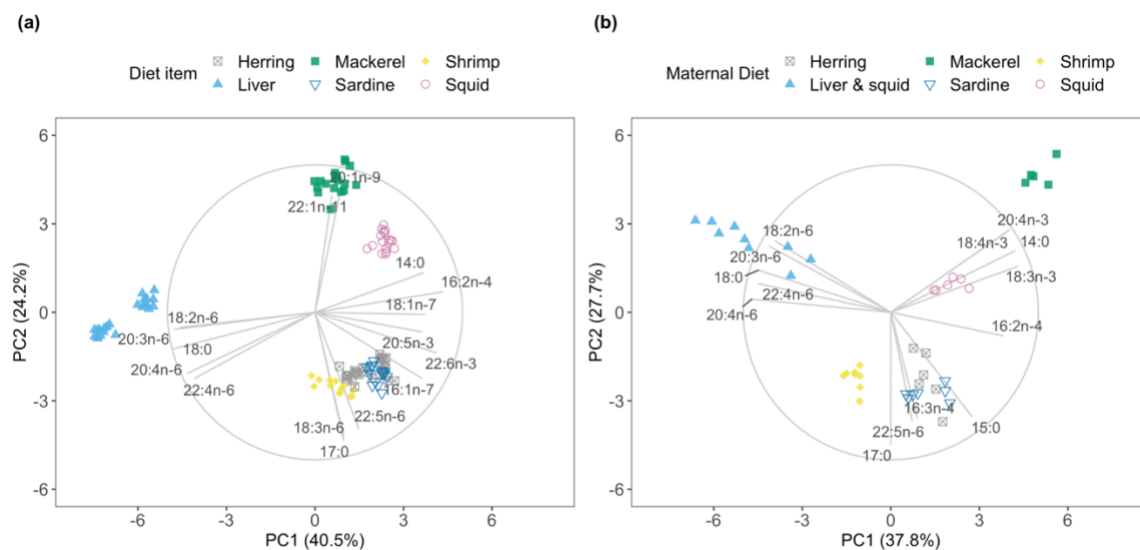 (a)
Diet item
Herring Mackerel Shrimp
Liver Sardine Squid
PC2 (24.2%)
6
3
0
-3
-6
20:1n-9
22:1n-11
14:0
16:2n-4
18:1n-7
18:2n-6
20:3n-6
18:0
20:5n-3
22:6n-3
20:4n-6
22:4n-6
16:1n-7
22:5n-6
18:3n-6
17:0
-6 -3 0 3 6
PC1 (40.5%)
(b)
Maternal Diet
Herring Mackerel Shrimp
Liver & squid Sardine Squid
PC2 (27.7%)
6
3
0
-3
-6
20:4n-3
18:2n-6
18:4n-3
14:0
20:3n-6
18:0
18:3n-3
22:4n-6
20:4n-6
16:2n-4
16:3n-4
15:0
22:5n-6
17:0
-6 -3 0 3 6
PC1 (37.8%)